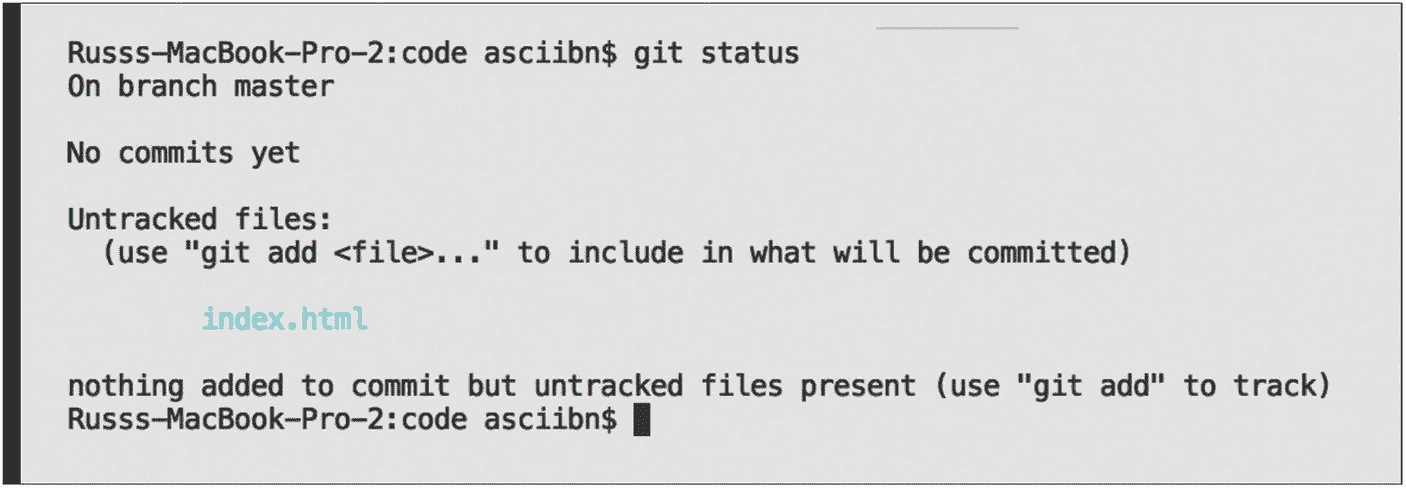 Russs-MacBook-Pro-2:code asciibn$ git status
On branch master
No commits yet
Untracked files:
(use "git add <file>..." to include in what will be committed)
index.html
nothing added to commit but untracked files present (use "git add" to track)
Russs-MacBook-Pro-2:code asciibn$